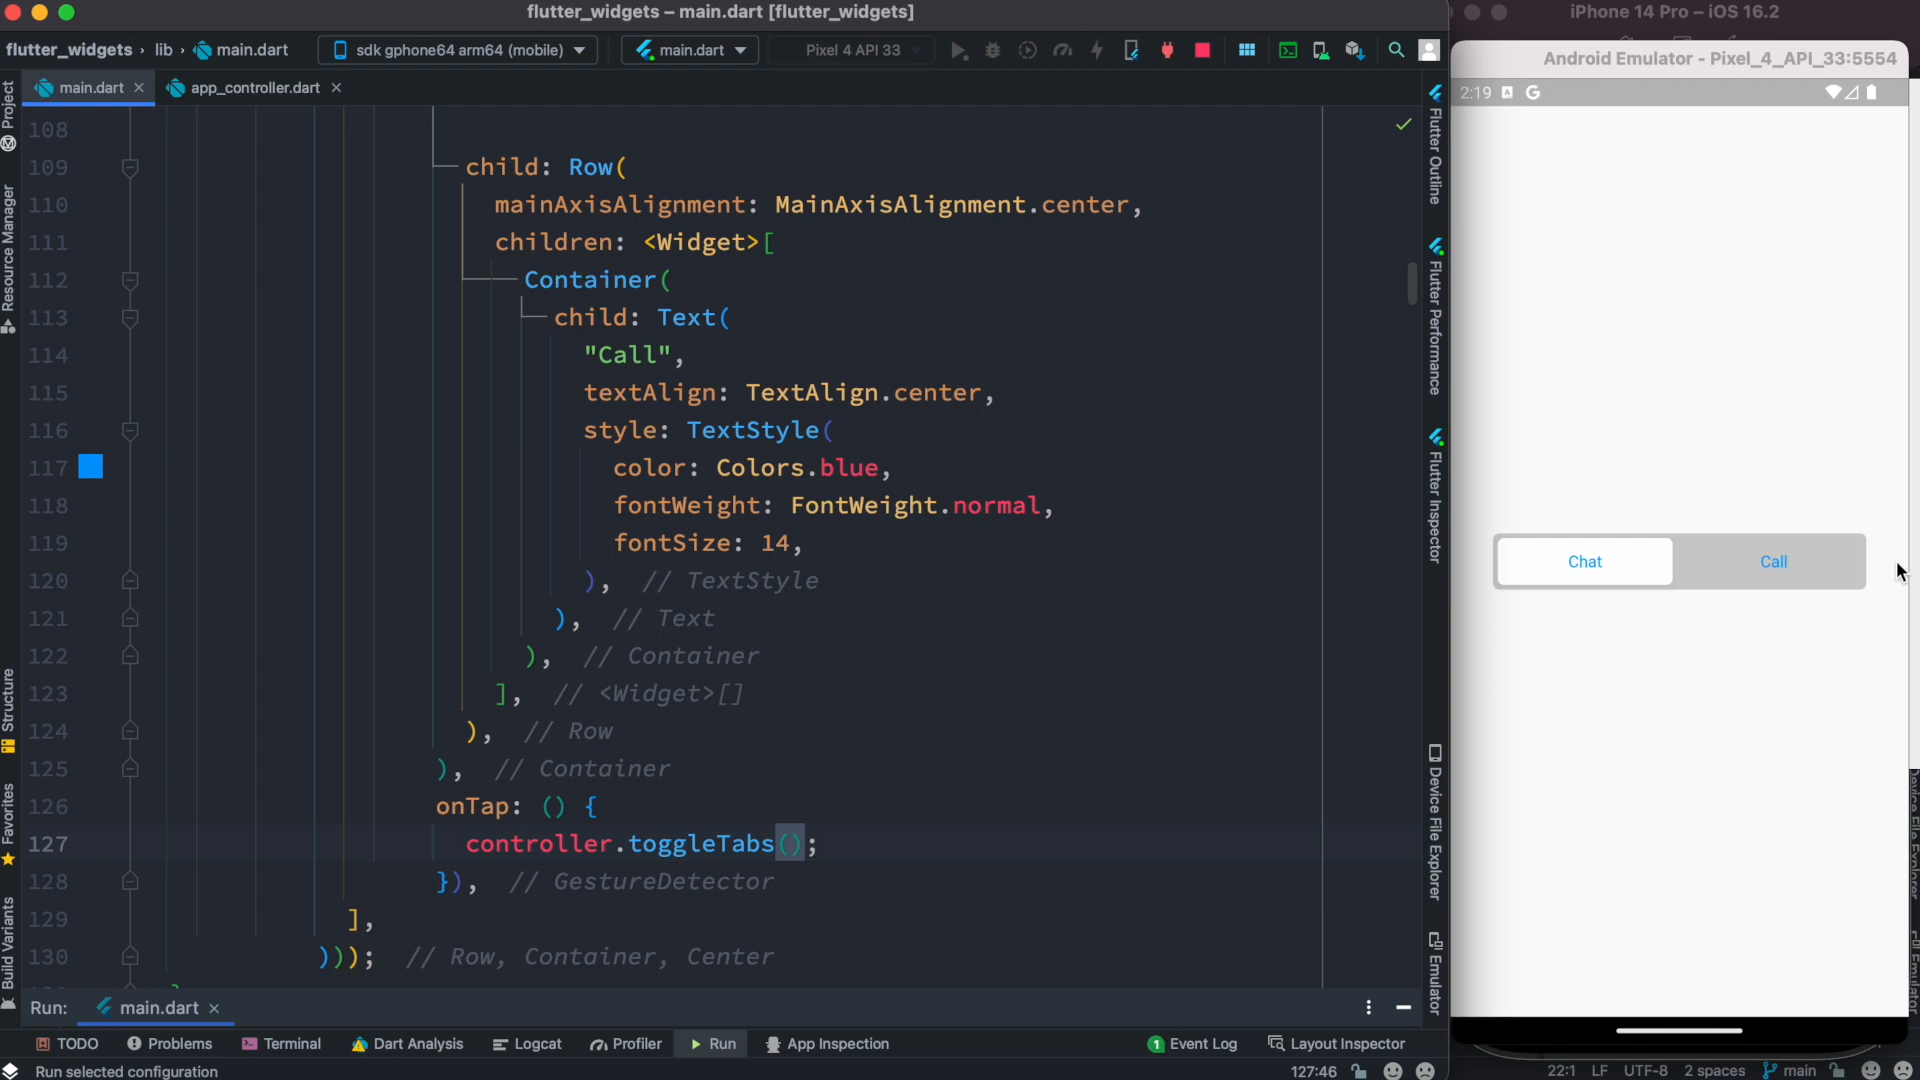 flutter_widgets – main.dart [flutter_widgets]
iPhone 14 Pro – iOS 16.2
flutter_widgets › lib › main.dart
sdk gphone64 arm64 (mobile)
main.dart
Pixel 4 API 33
Android Emulator - Pixel_4_API_33:5554
main.dart
app_controller.dart
2:19
Project
Resource Manager
Structure
Favorites
Build Variants
108
109 child: Row(
110 mainAxisAlignment: MainAxisAlignment.center,
111 children: <Widget>[
112 Container(
113 child: Text(
114 "Call",
115 textAlign: TextAlign.center,
116 style: TextStyle(
117 color: Colors.blue,
118 fontWeight: FontWeight.normal,
119 fontSize: 14,
120 ), // TextStyle
121 ), // Text
122 ), // Container
123 ], // <Widget>[]
124 ), // Row
125 ), // Container
126 onTap: () {
127 controller.toggleTabs();
128 }), // GestureDetector
129 ],
130 ))); // Row, Container, Center
Flutter Outline
Flutter Performance
Flutter Inspector
Device File Explorer
Emulator
Chat
Call
Run:
main.dart
TODO
Problems
Terminal
Dart Analysis
Logcat
Profiler
Run
App Inspection
1 Event Log
Layout Inspector
Run selected configuration
127:46
22:1
LF
UTF-8
2 spaces
main